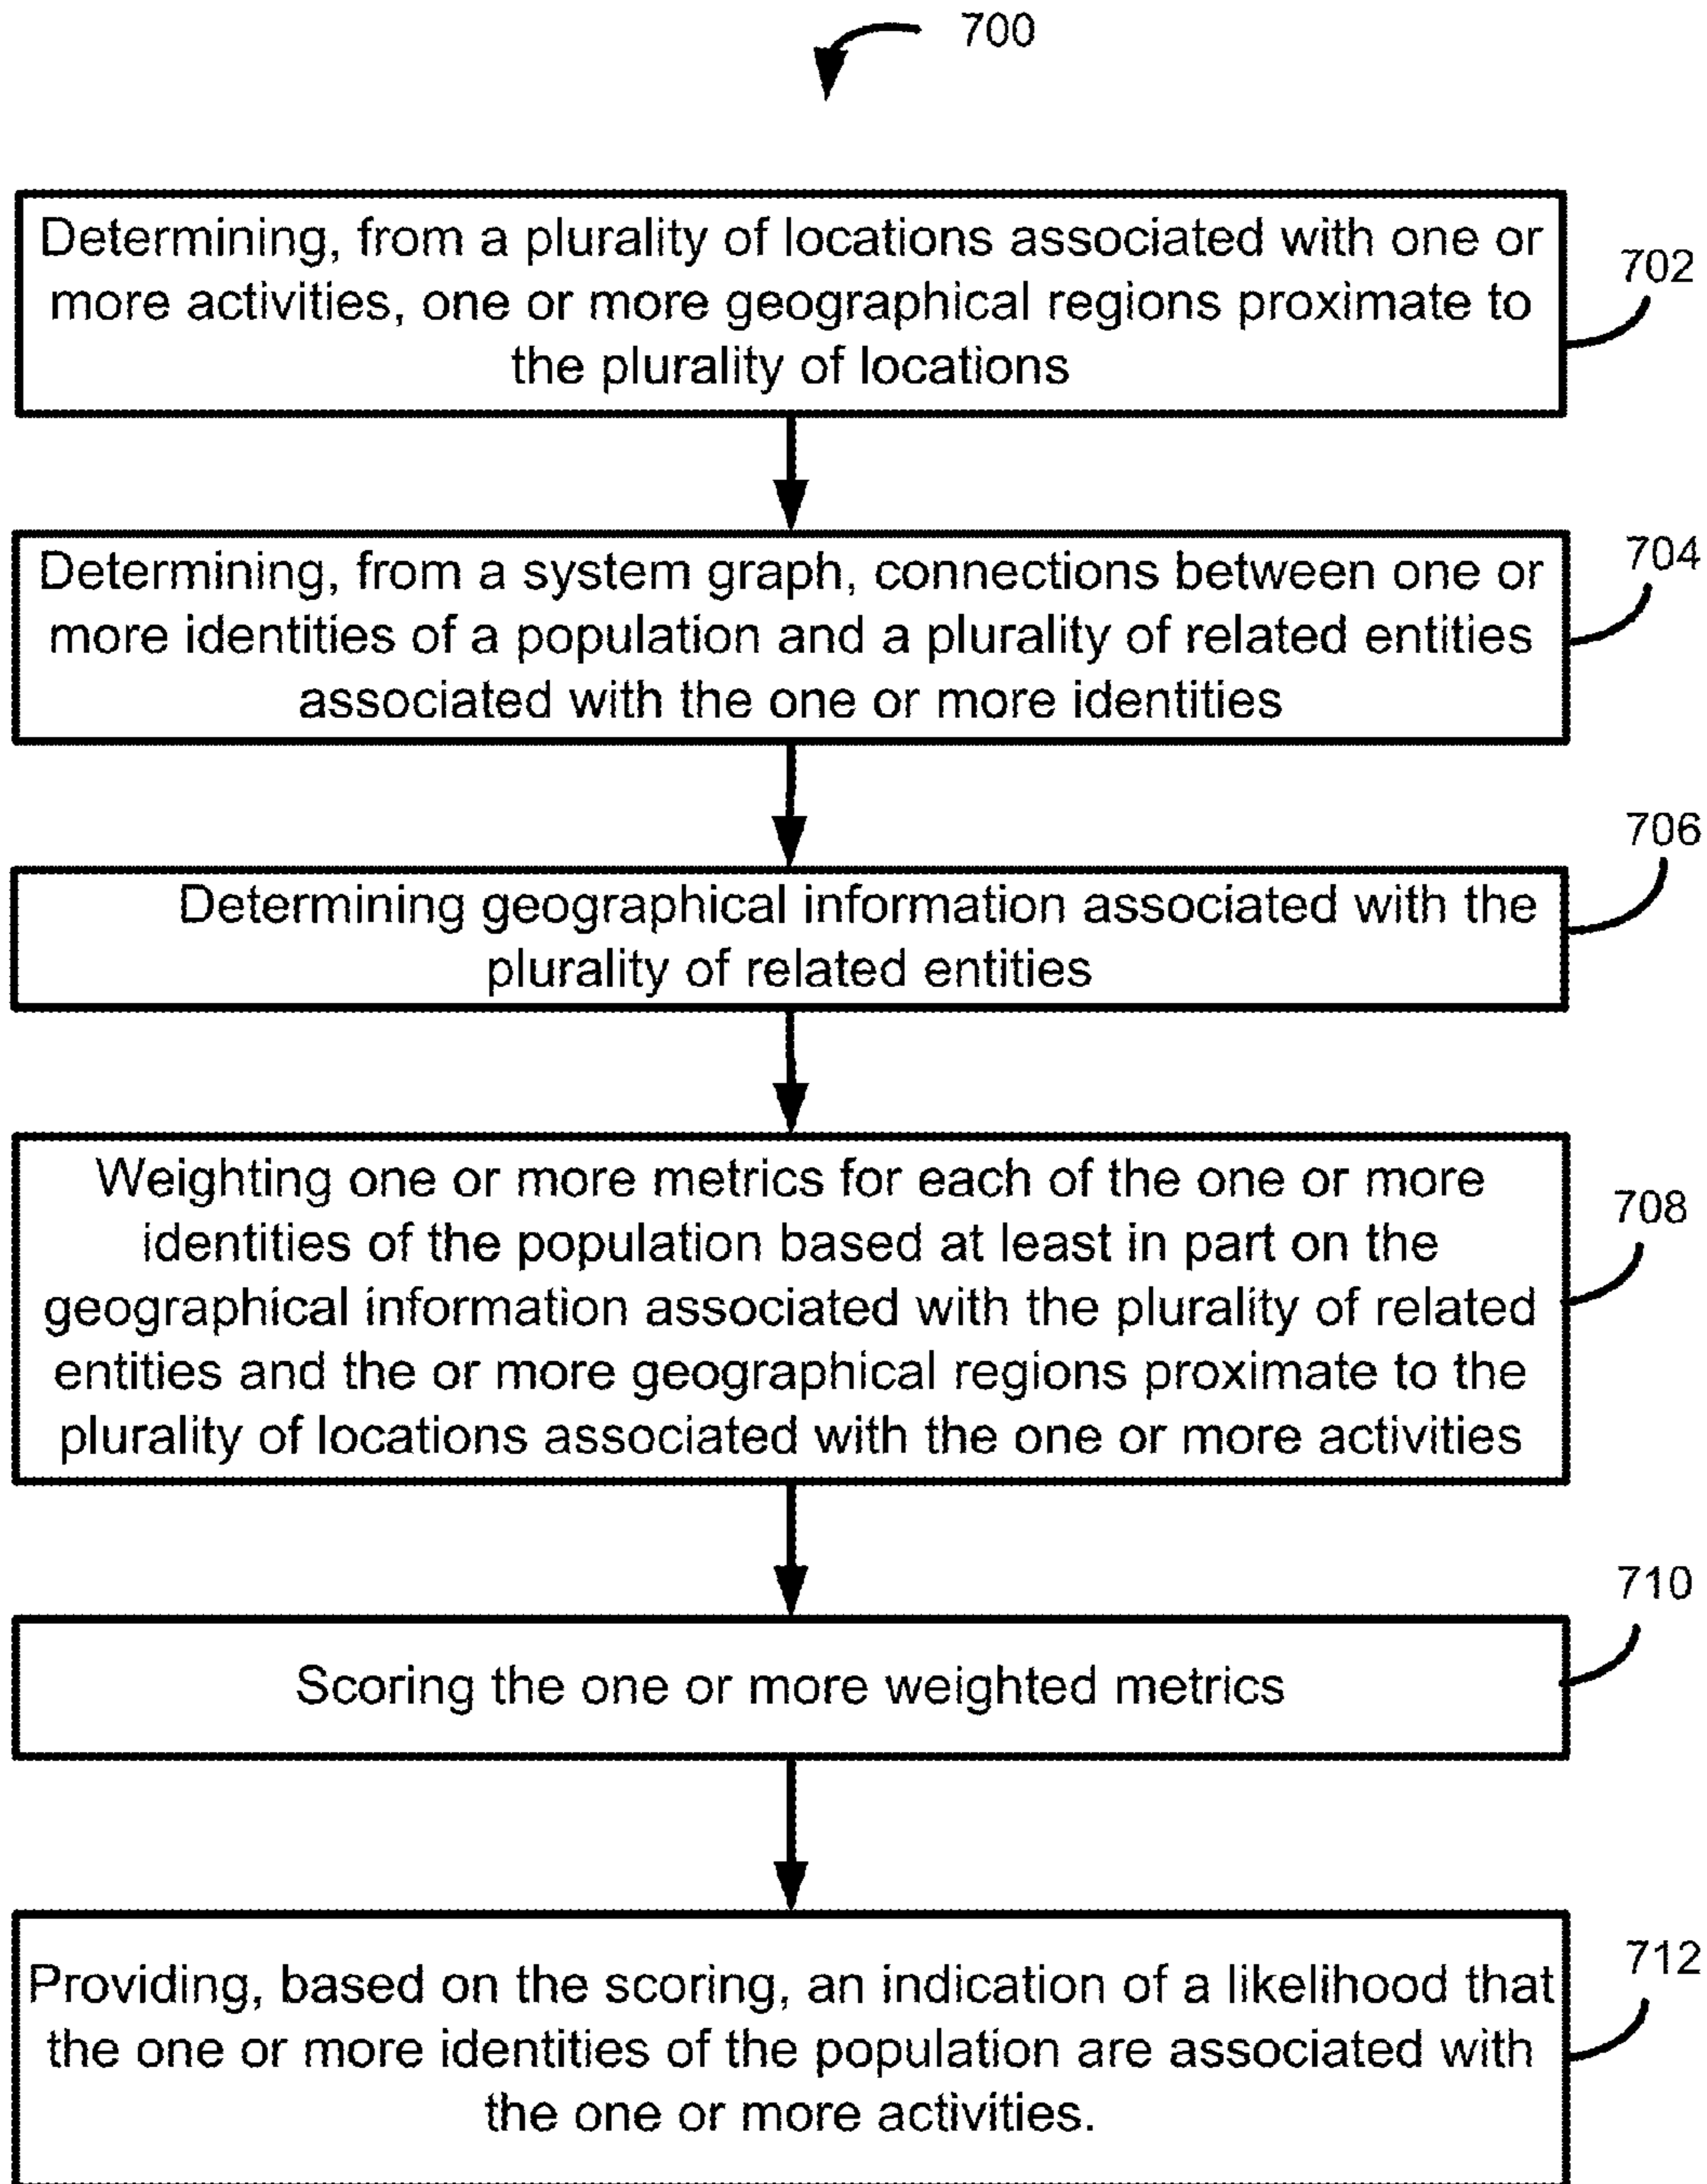 700
Determining, from a plurality of locations associated with one or
more activities, one or more geographical regions proximate to
the plurality of locations
702
Determining, from a system graph, connections between one or
more identities of a population and a plurality of related entities
associated with the one or more identities
704
Determining geographical information associated with the
plurality of related entities
706
Weighting one or more metrics for each of the one or more
identities of the population based at least in part on the
geographical information associated with the plurality of related
entities and the or more geographical regions proximate to the
plurality of locations associated with the one or more activities
708
Scoring the one or more weighted metrics
710
Providing, based on the scoring, an indication of a likelihood that
the one or more identities of the population are associated with
the one or more activities.
712